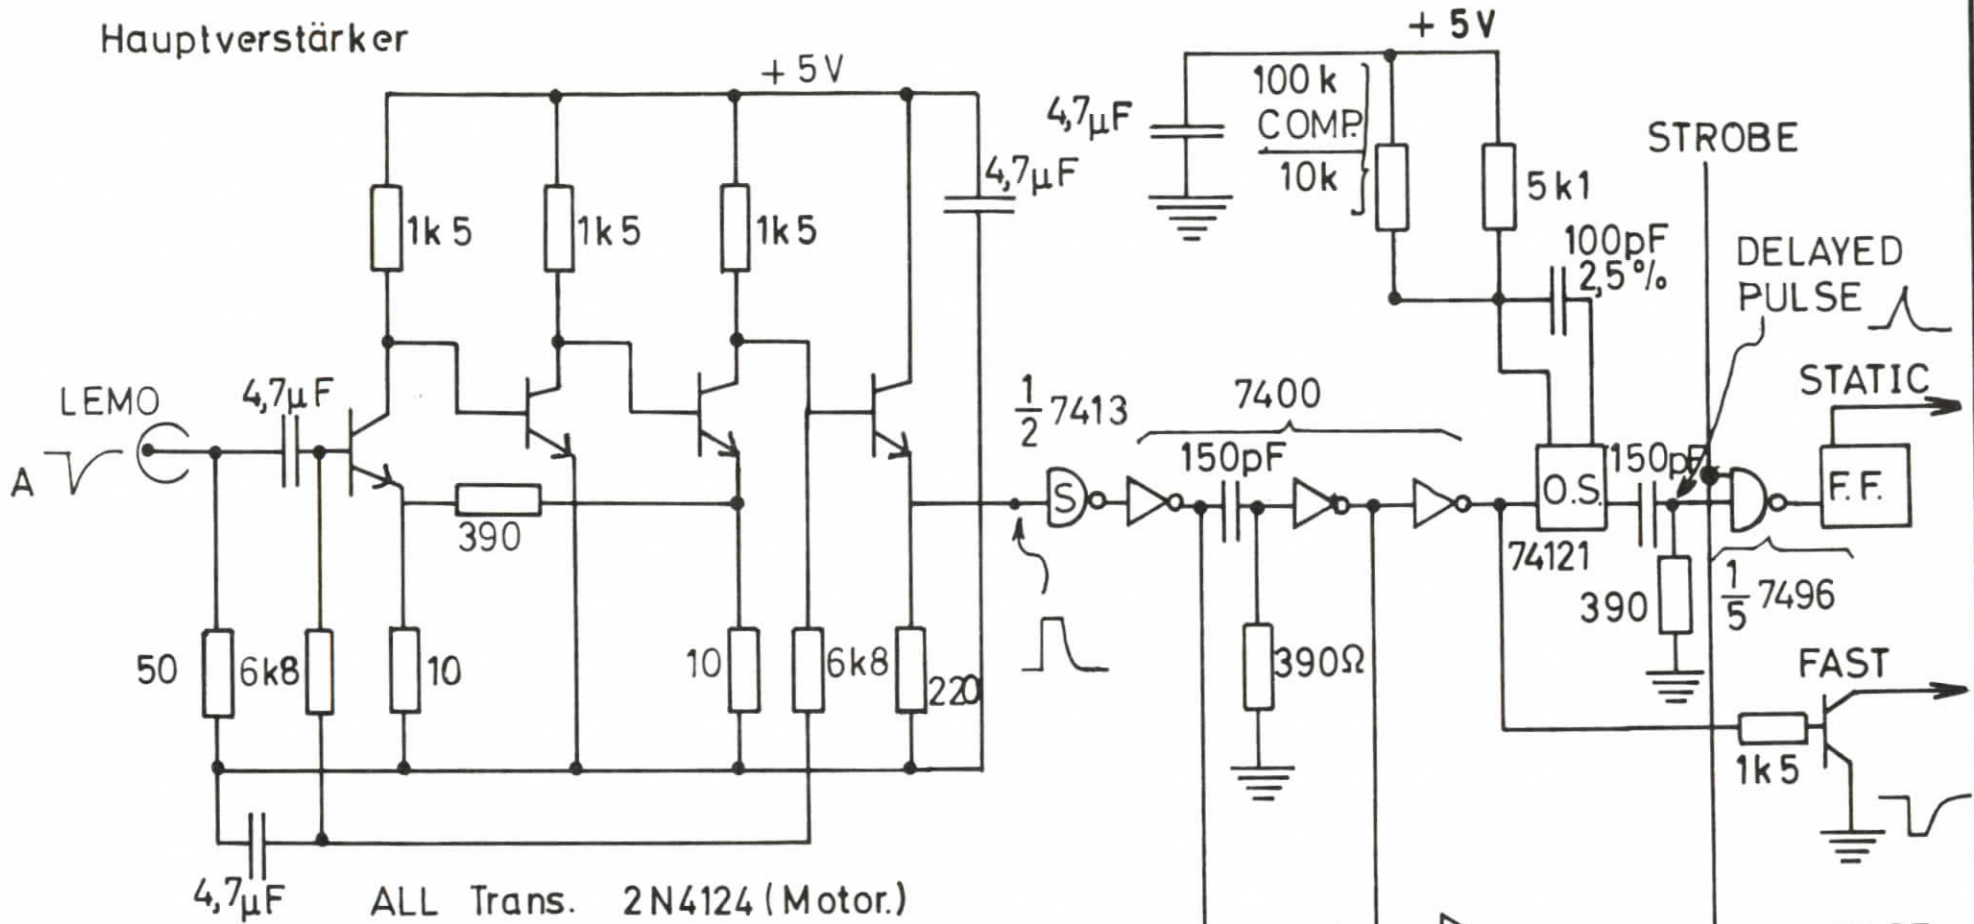 Hauptverstärker
+5V
+5V
100k
COMP.
10k
4,7µF
4,7µF
STROBE
1k5
1k5
1k5
5k1
100pF
2,5%
DELAYED
PULSE
LEMO
4,7µF
A
1/2 7413
7400
150pF
S
O.S.
150pF
STATIC
F.F.
390
74121
390
1/5 7496
50
6k8
10
10
6k8
220
390Ω
FAST
1k5
4,7µF
ALL Trans. 2N4124 (Motor.)